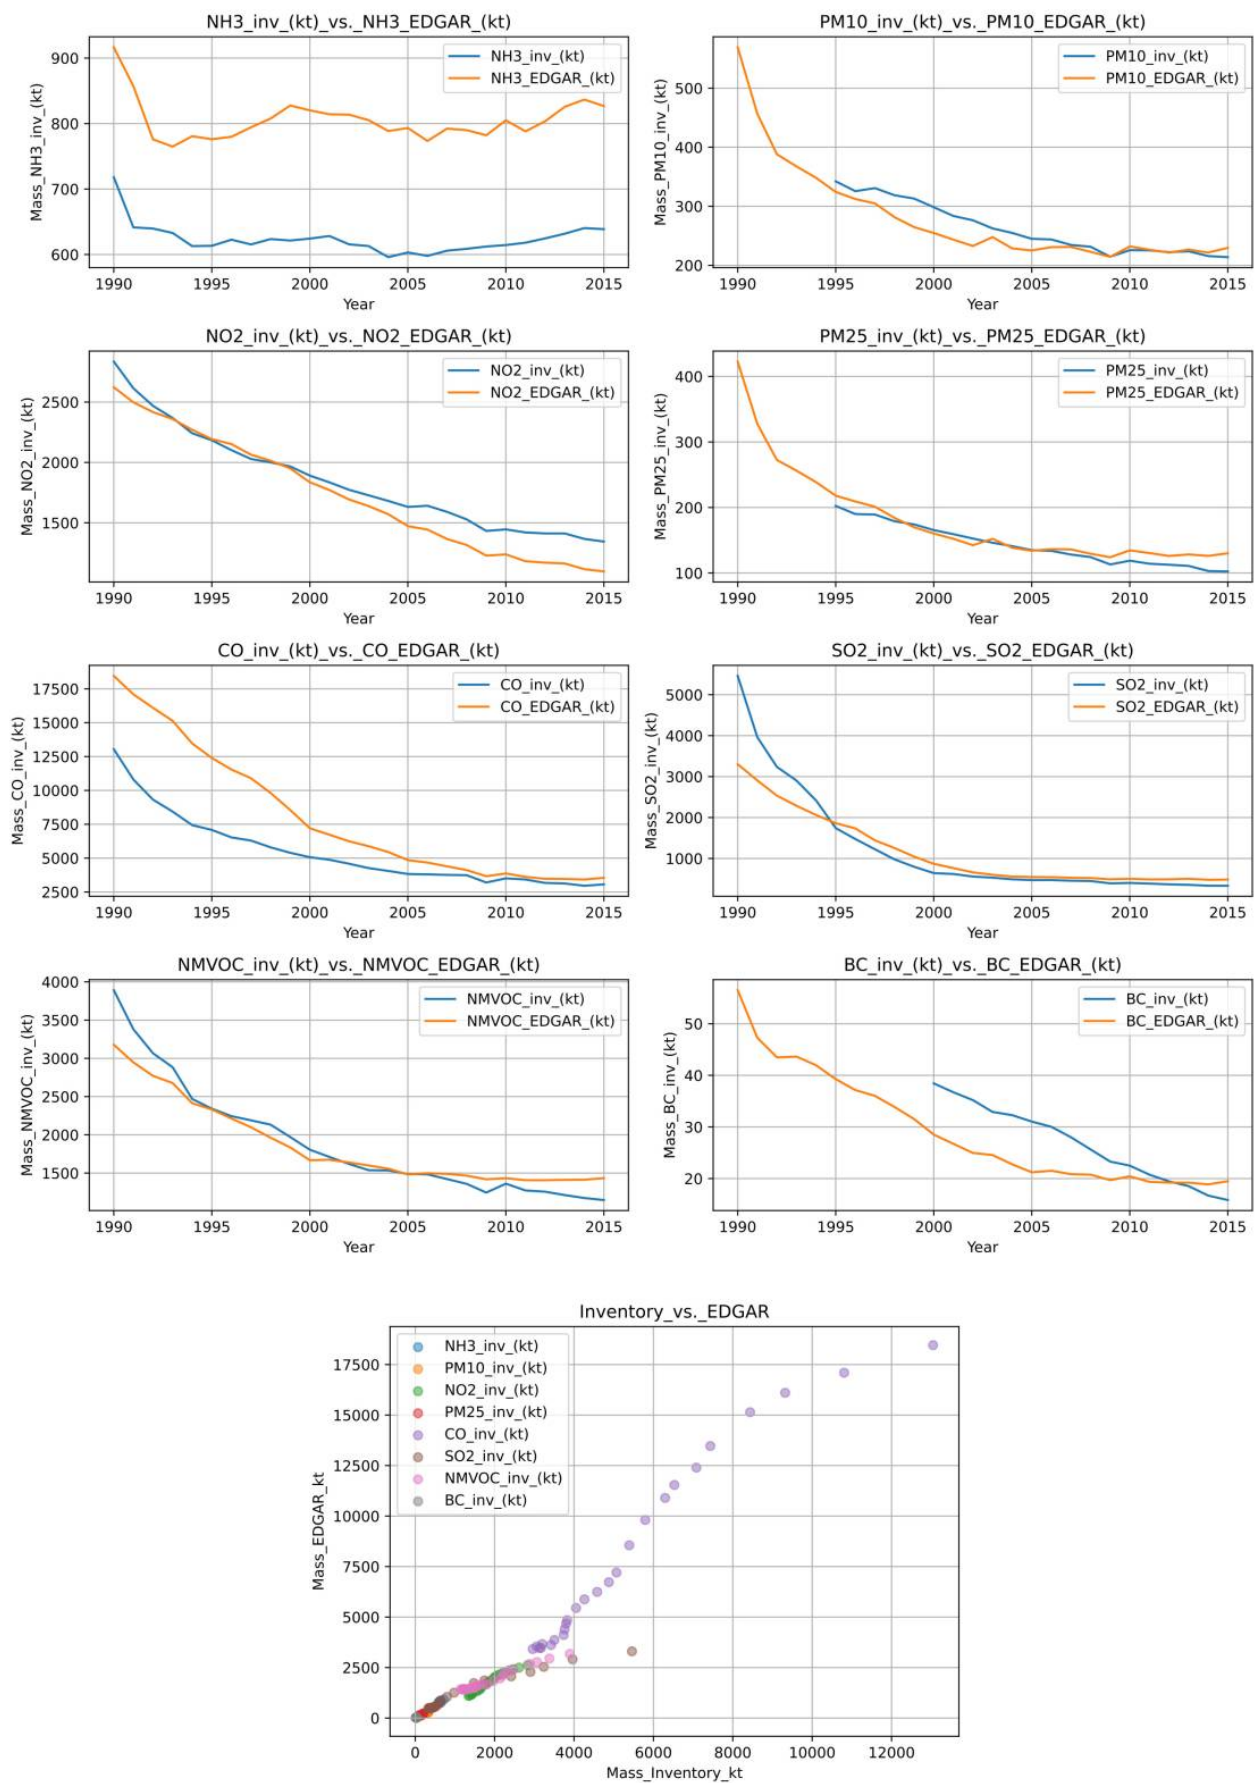 NH3_inv_(kt)_vs._NH3_EDGAR_(kt)
NH3_inv_(kt)
NH3_EDGAR_(kt)
Mass_NH3_inv_(kt)
900
800
700
600
1990 1995 2000 2005 2010 2015
Year
PM10_inv_(kt)_vs._PM10_EDGAR_(kt)
PM10_inv_(kt)
PM10_EDGAR_(kt)
Mass_PM10_inv_(kt)
500
400
300
200
1990 1995 2000 2005 2010 2015
Year
NO2_inv_(kt)_vs._NO2_EDGAR_(kt)
NO2_inv_(kt)
NO2_EDGAR_(kt)
Mass_NO2_inv_(kt)
2500
2000
1500
1990 1995 2000 2005 2010 2015
Year
PM25_inv_(kt)_vs._PM25_EDGAR_(kt)
PM25_inv_(kt)
PM25_EDGAR_(kt)
Mass_PM25_inv_(kt)
400
300
200
100
1990 1995 2000 2005 2010 2015
Year
CO_inv_(kt)_vs._CO_EDGAR_(kt)
CO_inv_(kt)
CO_EDGAR_(kt)
Mass_CO_inv_(kt)
17500
15000
12500
10000
7500
5000
2500
1990 1995 2000 2005 2010 2015
Year
SO2_inv_(kt)_vs._SO2_EDGAR_(kt)
SO2_inv_(kt)
SO2_EDGAR_(kt)
Mass_SO2_inv_(kt)
5000
4000
3000
2000
1000
1990 1995 2000 2005 2010 2015
Year
NMVOC_inv_(kt)_vs._NMVOC_EDGAR_(kt)
NMVOC_inv_(kt)
NMVOC_EDGAR_(kt)
Mass_NMVOC_inv_(kt)
4000
3500
3000
2500
2000
1500
1990 1995 2000 2005 2010 2015
Year
BC_inv_(kt)_vs._BC_EDGAR_(kt)
BC_inv_(kt)
BC_EDGAR_(kt)
Mass_BC_inv_(kt)
50
40
30
20
1990 1995 2000 2005 2010 2015
Year
Inventory_vs._EDGAR
NH3_inv_(kt)
PM10_inv_(kt)
NO2_inv_(kt)
PM25_inv_(kt)
CO_inv_(kt)
SO2_inv_(kt)
NMVOC_inv_(kt)
BC_inv_(kt)
Mass_EDGAR_kt
17500
15000
12500
10000
7500
5000
2500
0
0 2000 4000 6000 8000 10000 12000
Mass_Inventory_kt